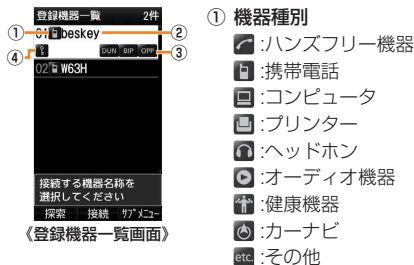 登録機器一覧 2件
01 beskey
DUN BIP OPP
02 W63H
接続する機器名称を
選択してください
探索 接続 ｻﾌﾞﾒﾆｭｰ
① ② ③ ④
《登録機器一覧画面》
① 機器種別
:ハンズフリー機器
:携帯電話
:コンピュータ
:プリンター
:ヘッドホン
:オーディオ機器
:健康機器
:カーナビ
etc. :その他